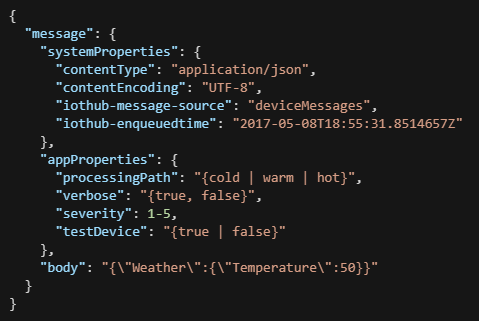 {
  "message": {
    "systemProperties": {
      "contentType": "application/json",
      "contentEncoding": "UTF-8",
      "iothub-message-source": "deviceMessages",
      "iothub-enqueuedtime": "2017-05-08T18:55:31.8514657Z"
    },
    "appProperties": {
      "processingPath": "{cold | warm | hot}",
      "verbose": "{true, false}",
      "severity": 1-5,
      "testDevice": "{true | false}"
    },
    "body": "{\"Weather\":{\"Temperature\":50}}"
  }
}